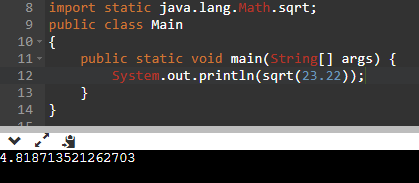 8 import static java.lang.Math.sqrt;
9 public class Main
10 {
11 public static void main(String[] args) {
12 System.out.println(sqrt(23.22));
13 }
14 }
4.818713521262703